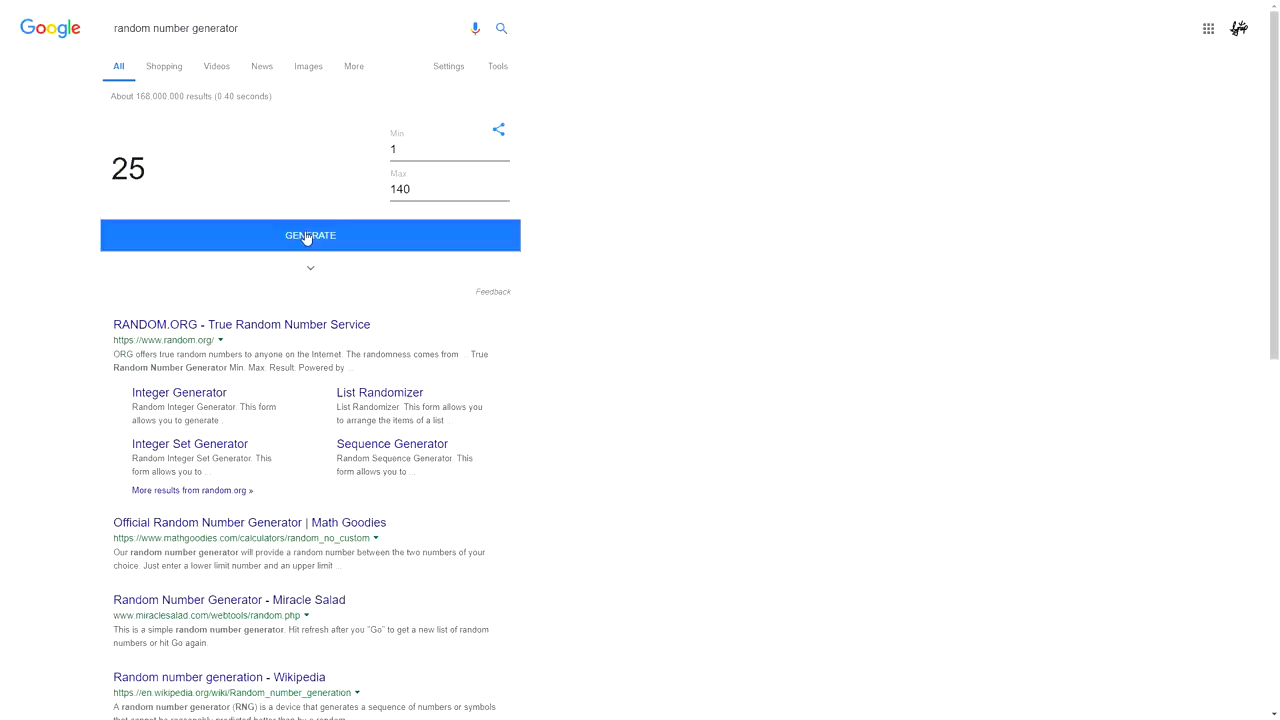 Google random number generator
All Shopping Videos News Images More Settings Tools
About 168,000,000 results (0.40 seconds)
Min
1
25
Max
140
GENERATE
Feedback
RANDOM.ORG - True Random Number Service
https://www.random.org/
ORG offers true random numbers to anyone on the Internet. The randomness comes from ... True
Random Number Generator Min Max Result. Powered by ...
Integer Generator
Random Integer Generator. This form
allows you to generate .
List Randomizer
List Randomizer This form allows you
to arrange the items of a list ...
Integer Set Generator
Random Integer Set Generator. This
form allows you to ...
Sequence Generator
Random Sequence Generator This
form allows you to ...
More results from random.org »
Official Random Number Generator | Math Goodies
https://www.mathgoodies.com/calculators/random_no_custom
Our random number generator will provide a random number between the two numbers of your
choice. Just enter a lower limit number and an upper limit ...
Random Number Generator - Miracle Salad
www.miraclesalad.com/webtools/random.php
This is a simple random number generator. Hit refresh after you "Go" to get a new list of random
numbers or hit Go again.
Random number generation - Wikipedia
https://en.wikipedia.org/wiki/Random_number_generation
A random number generator (RNG) is a device that generates a sequence of numbers or symbols
that cannot be reasonably predicted better than by a random